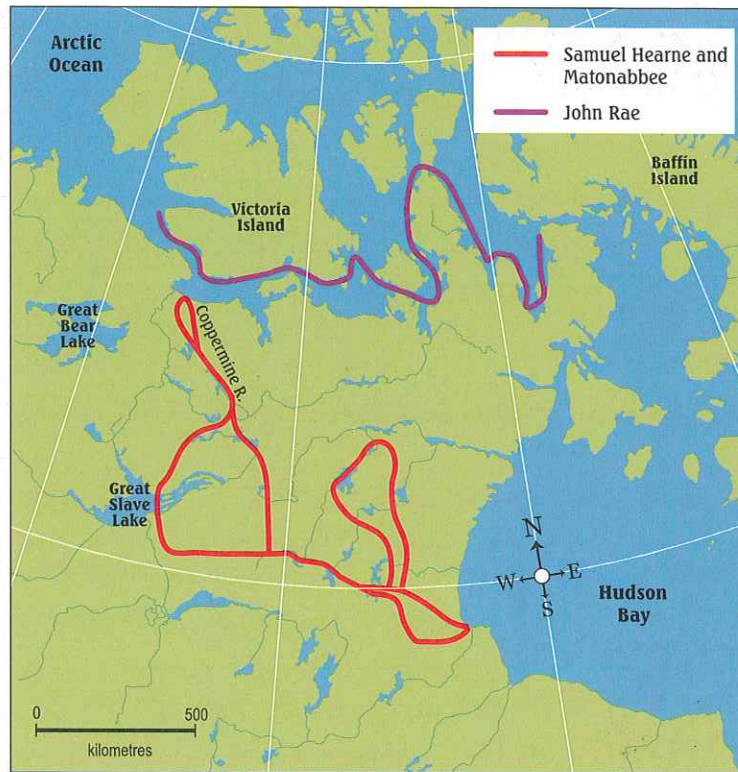 Arctic
Ocean
Samuel Hearne and
Matonabbee
John Rae
Baffin
Island
Victoria
Island
Great
Bear
Lake
Coppermine R.
Great
Slave
Lake
N
W
E
S
Hudson
Bay
0
500
kilometres